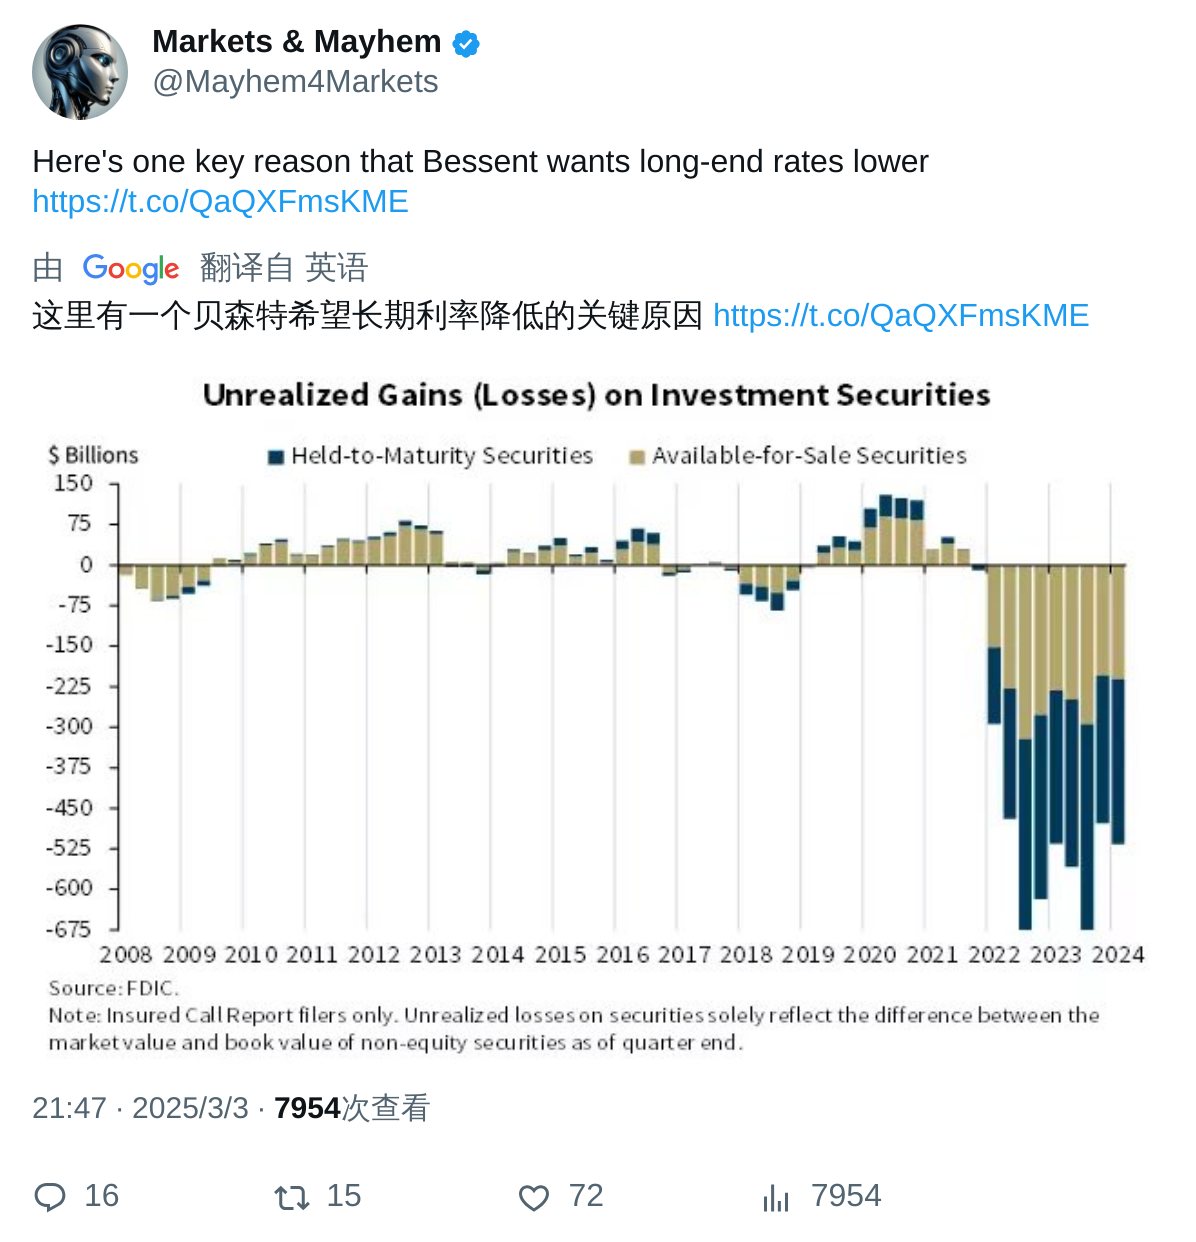 Markets & Mayhem
@Mayhem4Markets
Here's one key reason that Bessent wants long-end rates lower
https://t.co/QaQXFmsKME
由 Google 翻译自 英语
这里有一个贝森特希望长期利率降低的关键原因 https://t.co/QaQXFmsKME
Unrealized Gains (Losses) on Investment Securities
$ Billions
Held-to-Maturity Securities
Available-for-Sale Securities
150
75
0
-75
-150
-225
-300
-375
-450
-525
-600
-675
2008 2009 2010 2011 2012 2013 2014 2015 2016 2017 2018 2019 2020 2021 2022 2023 2024
Source: FDIC.
Note: Insured Call Report filers only. Unrealized losses on securities solely reflect the difference between the
market value and book value of non-equity securities as of quarter end.
21:47 · 2025/3/3 · 7954次查看
16 15 72 7954